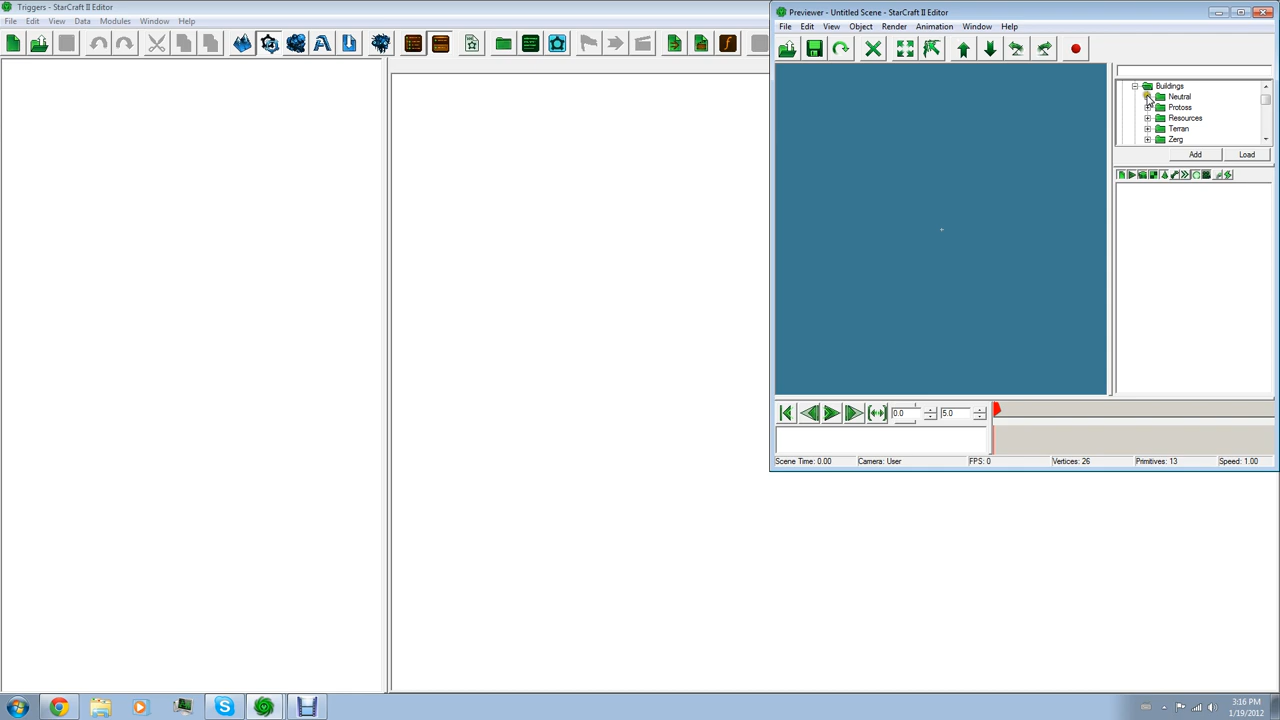 Triggers - StarCraft II Editor
File Edit View Data Modules Window Help
Previewer - Untitled Scene - StarCraft II Editor
File Edit View Object Render Animation Window Help
Buildings
Neutral
Protoss
Resources
Terran
Zerg
Add Load
0.0 5.0
Scene Time: 0.00 Camera: User FPS: 0 Vertices: 26 Primitives: 13 Speed: 1.00
3:16 PM
1/19/2012